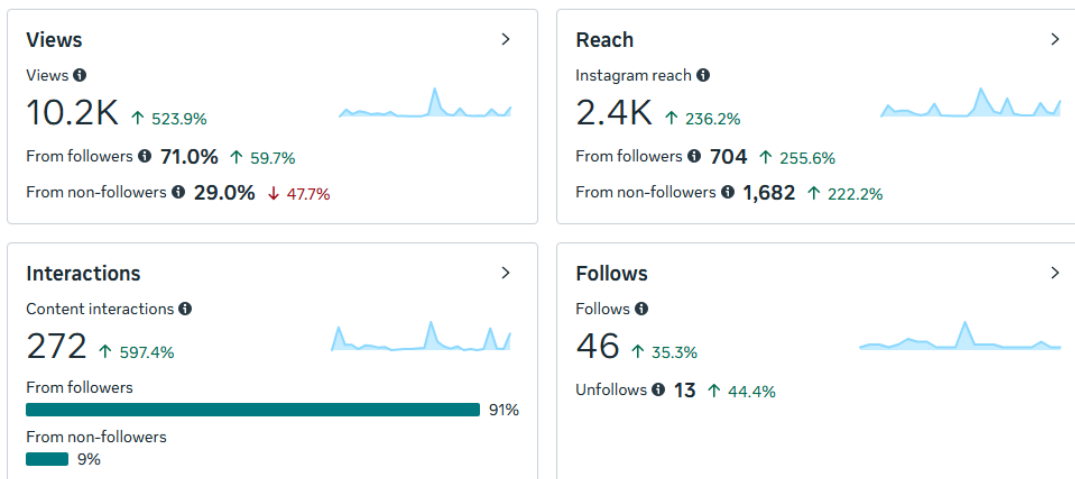 Views
Views
10.2K ↑ 523.9%
From followers 71.0% ↑ 59.7%
From non-followers 29.0% ↓ 47.7%
Reach
Instagram reach
2.4K ↑ 236.2%
From followers 704 ↑ 255.6%
From non-followers 1,682 ↑ 222.2%
Interactions
Content interactions
272 ↑ 597.4%
From followers
91%
From non-followers
9%
Follows
Follows
46 ↑ 35.3%
Unfollows 13 ↑ 44.4%